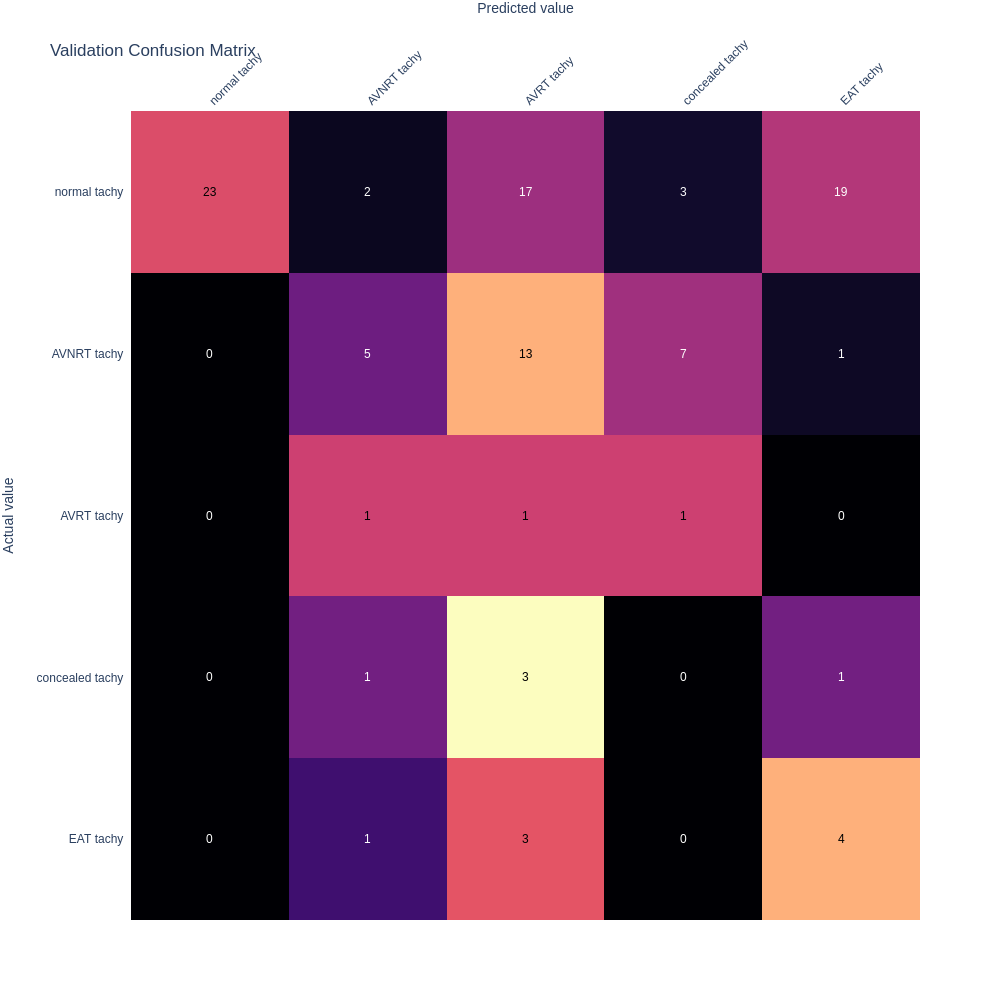 Predicted value
Validation Confusion Matrix
normal tachy AVNRT tachy AVRT tachy concealed tachy EAT tachy
normal tachy 23 2 17 3 19
AVNRT tachy 0 5 13 7 1
AVRT tachy 0 1 1 1 0
concealed tachy 0 1 3 0 1
EAT tachy 0 1 3 0 4
Actual value